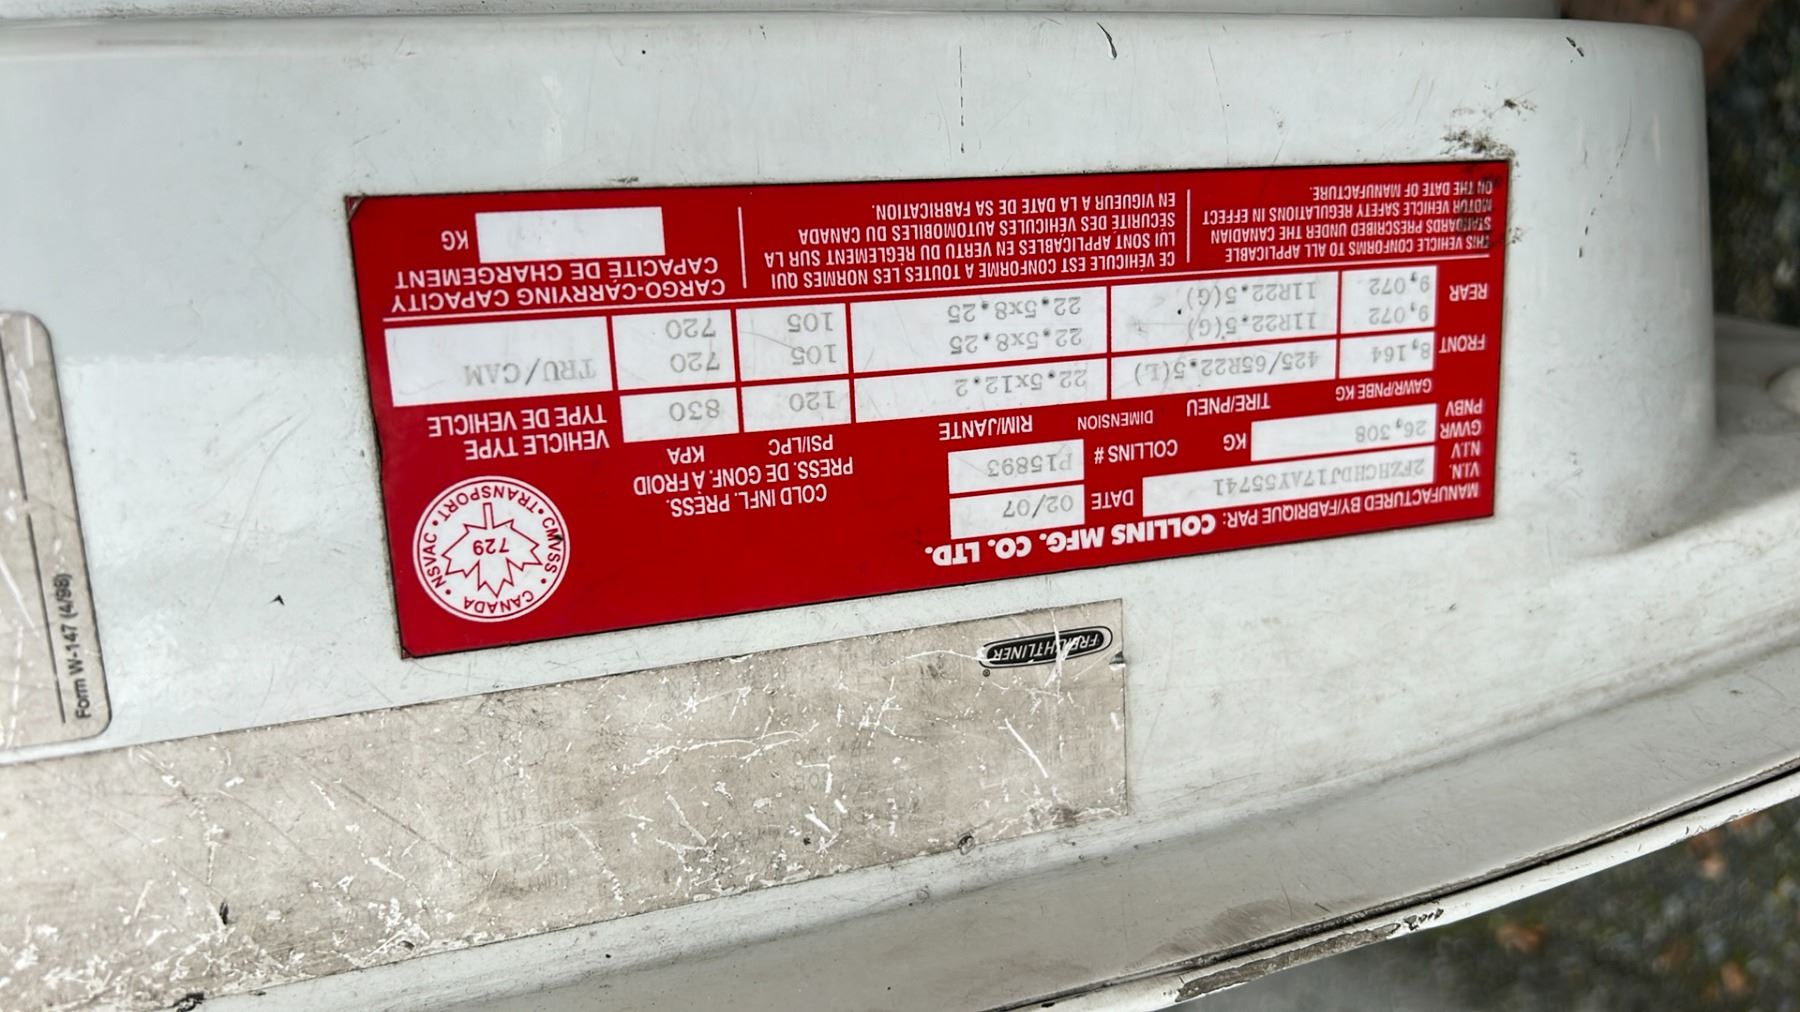 MANUFACTURED BY/FABRIQUE PAR: COLLINS MFG. CO. LTD.
V.I.N. N.I.V. 2FZHCHDJ17AY55741 DATE 02/07
GVWR PNBV 26,308 KG COLLINS # P15893
COLD INFL. PRESS.
PRESS. DE GONF. A FROID
GAWR/PNBE KG TIRE/PNEU DIMENSION RIM/JANTE PSI/LPC KPA
VEHICLE TYPE
TYPE DE VEHICLE
FRONT 8,164 425/65R22.5(L) 22.5x12.2 120 830
TRU/CAM
9,072 11R22.5(G) 22.5x8.25 105 720
REAR 9,072 11R22.5(G) 22.5x8.25 105 720
THIS VEHICLE CONFORMS TO ALL APPLICABLE
STANDARDS PRESCRIBED UNDER THE CANADIAN
MOTOR VEHICLE SAFETY REGULATIONS IN EFFECT
ON THE DATE OF MANUFACTURE.
CE VÉHICULE EST CONFORME A TOUTES LES NORMES QUI
LUI SONT APPLICABLES EN VERTU DU RÉGLEMENT SUR LA
SÉCURITÉ DES VÉHICULES AUTOMOBILES DU CANADA
EN VIGUEUR A LA DATE DE SA FABRICATION.
CARGO-CARRYING CAPACITY
CAPACITÉ DE CHARGEMENT
KG
CANADA • CMVSS • TRANSPORT • NSVAC •
729
FREIGHTLINER®
Form W-147 (4/98)